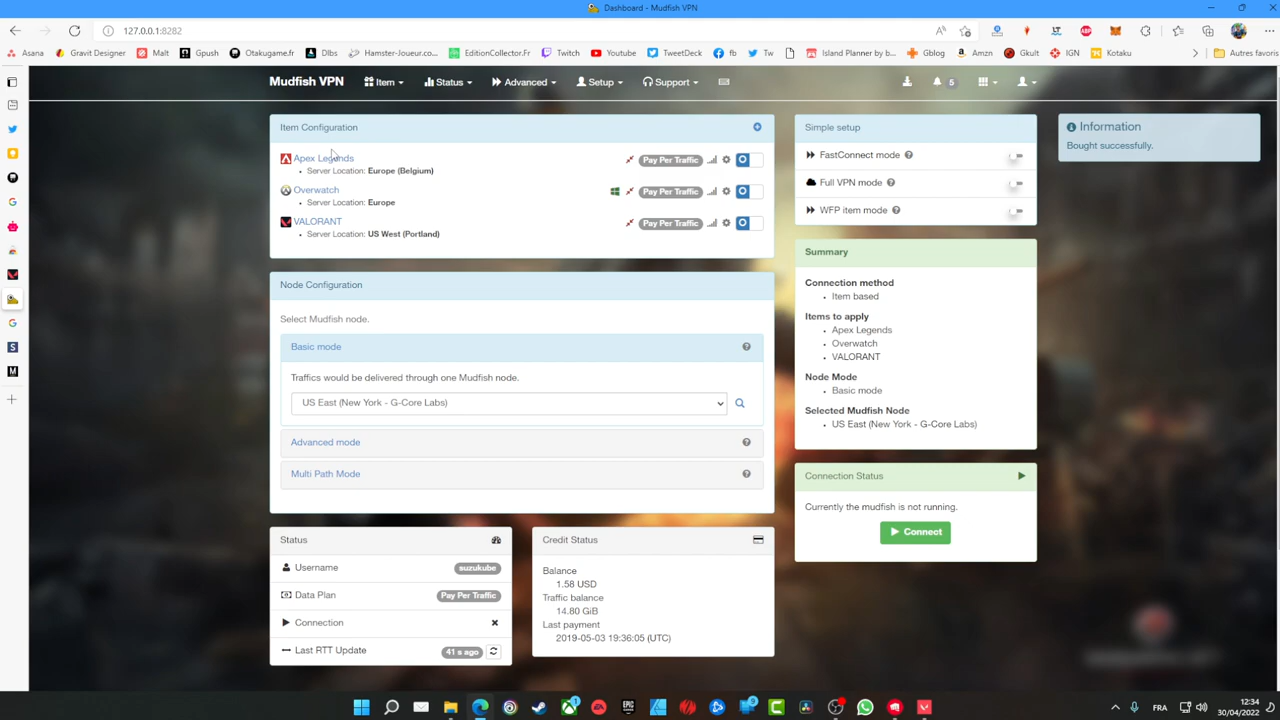 Dashboard - Mudfish VPN
127.0.0.1:8282
Asana Gravit Designer Malt Gpush Otakugame.fr Dlbs Hamster-Joueur.co... EditionCollector.Fr Twitch Youtube TweetDeck fb Tw Island Planner by b... Gblog Amzn Gkult IGN Kotaku Autres favoris
Mudfish VPN Item Status Advanced Setup Support 5
Item Configuration
Apex Legends Pay Per Traffic
Server Location: Europe (Belgium)
Overwatch Pay Per Traffic
Server Location: Europe
VALORANT Pay Per Traffic
Server Location: US West (Portland)
Node Configuration
Select Mudfish node.
Basic mode
Traffics would be delivered through one Mudfish node.
US East (New York - G-Core Labs)
Advanced mode
Multi Path Mode
Status
Username suzukube
Data Plan Pay Per Traffic
Connection
Last RTT Update 41 s ago
Credit Status
Balance
1.58 USD
Traffic balance
14.80 GiB
Last payment
2019-05-03 19:36:05 (UTC)
Simple setup
FastConnect mode
Full VPN mode
WFP item mode
Summary
Connection method
Item based
Items to apply
Apex Legends
Overwatch
VALORANT
Node Mode
Basic mode
Selected Mudfish Node
US East (New York - G-Core Labs)
Connection Status
Currently the mudfish is not running.
Connect
Information
Bought successfully.
FR
12:34
30/04/2022